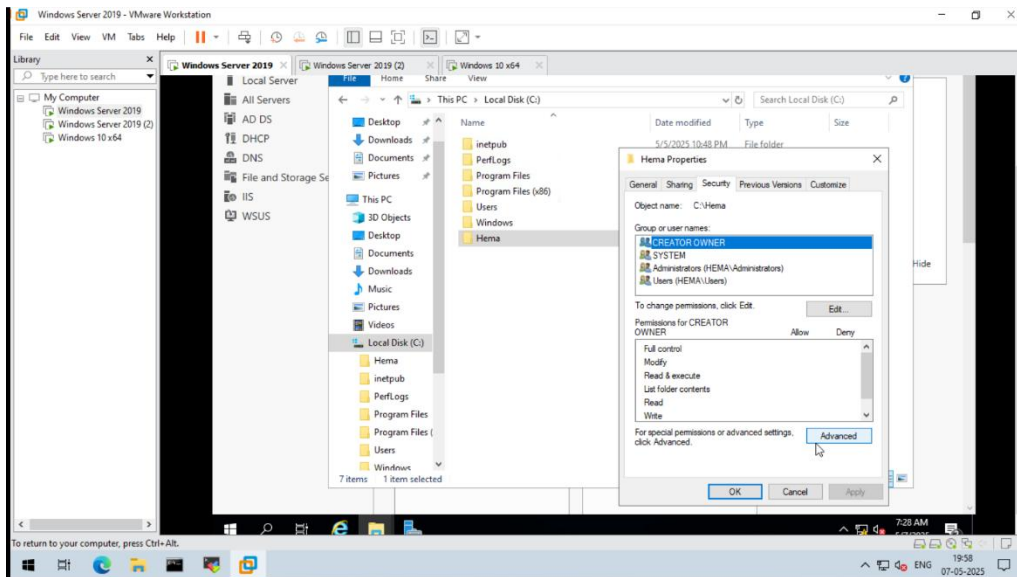 Windows Server 2019 - VMware Workstation
File Edit View VM Tabs Help
Library
Type here to search
My Computer
Windows Server 2019
Windows Server 2019 (2)
Windows 10 x64
Windows Server 2019
Windows Server 2019 (2)
Windows 10 x64
Local Server
All Servers
AD DS
DHCP
DNS
File and Storage Se
IIS
WSUS
File Home Share View
This PC > Local Disk (C:)
Search Local Disk (C:)
Desktop
Downloads
Documents
Pictures
This PC
3D Objects
Desktop
Documents
Downloads
Music
Pictures
Videos
Local Disk (C:)
Hema
inetpub
PerfLogs
Program Files
Program Files (
Users
Windows
Name Date modified Type Size
inetpub 5/5/2025 10:48 PM File folder
PerfLogs
Program Files
Program Files (x86)
Users
Windows
Hema
7 items 1 item selected
Hide
Hema Properties
General Sharing Security Previous Versions Customize
Object name: C:\Hema
Group or user names:
CREATOR OWNER
SYSTEM
Administrators (HEMA\Administrators)
Users (HEMA\Users)
To change permissions, click Edit.
Edit...
Permissions for CREATOR
OWNER Allow Deny
Full control
Modify
Read & execute
List folder contents
Read
Write
For special permissions or advanced settings,
click Advanced.
Advanced
OK Cancel Apply
7:28 AM
To return to your computer, press Ctrl+Alt.
ENG
19:58
07-05-2025